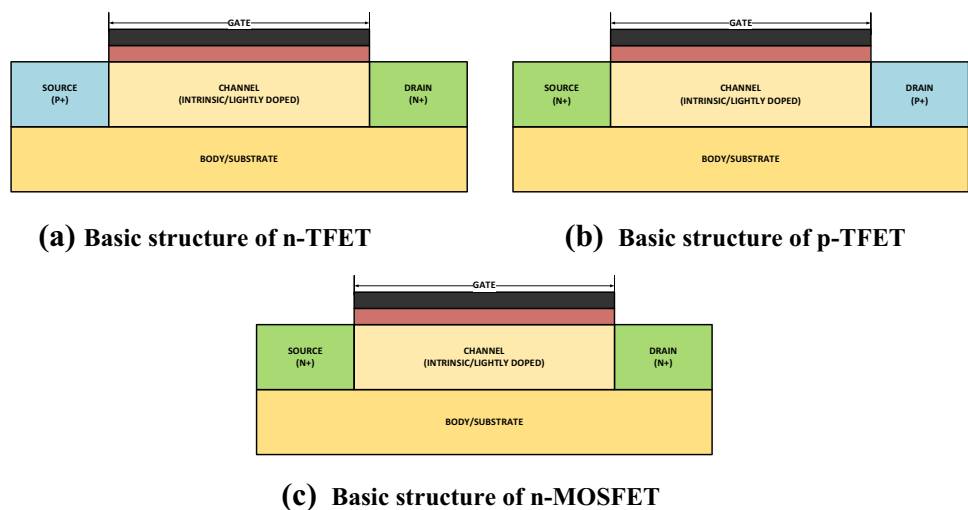 GATE
SOURCE
(P+)
CHANNEL
(INTRINSIC/LIGHTLY DOPED)
DRAIN
(N+)
BODY/SUBSTRATE
(a) Basic structure of n-TFET
GATE
SOURCE
(N+)
CHANNEL
(INTRINSIC/LIGHTLY DOPED)
DRAIN
(P+)
BODY/SUBSTRATE
(b) Basic structure of p-TFET
GATE
SOURCE
(N+)
CHANNEL
(INTRINSIC/LIGHTLY DOPED)
DRAIN
(N+)
BODY/SUBSTRATE
(c) Basic structure of n-MOSFET